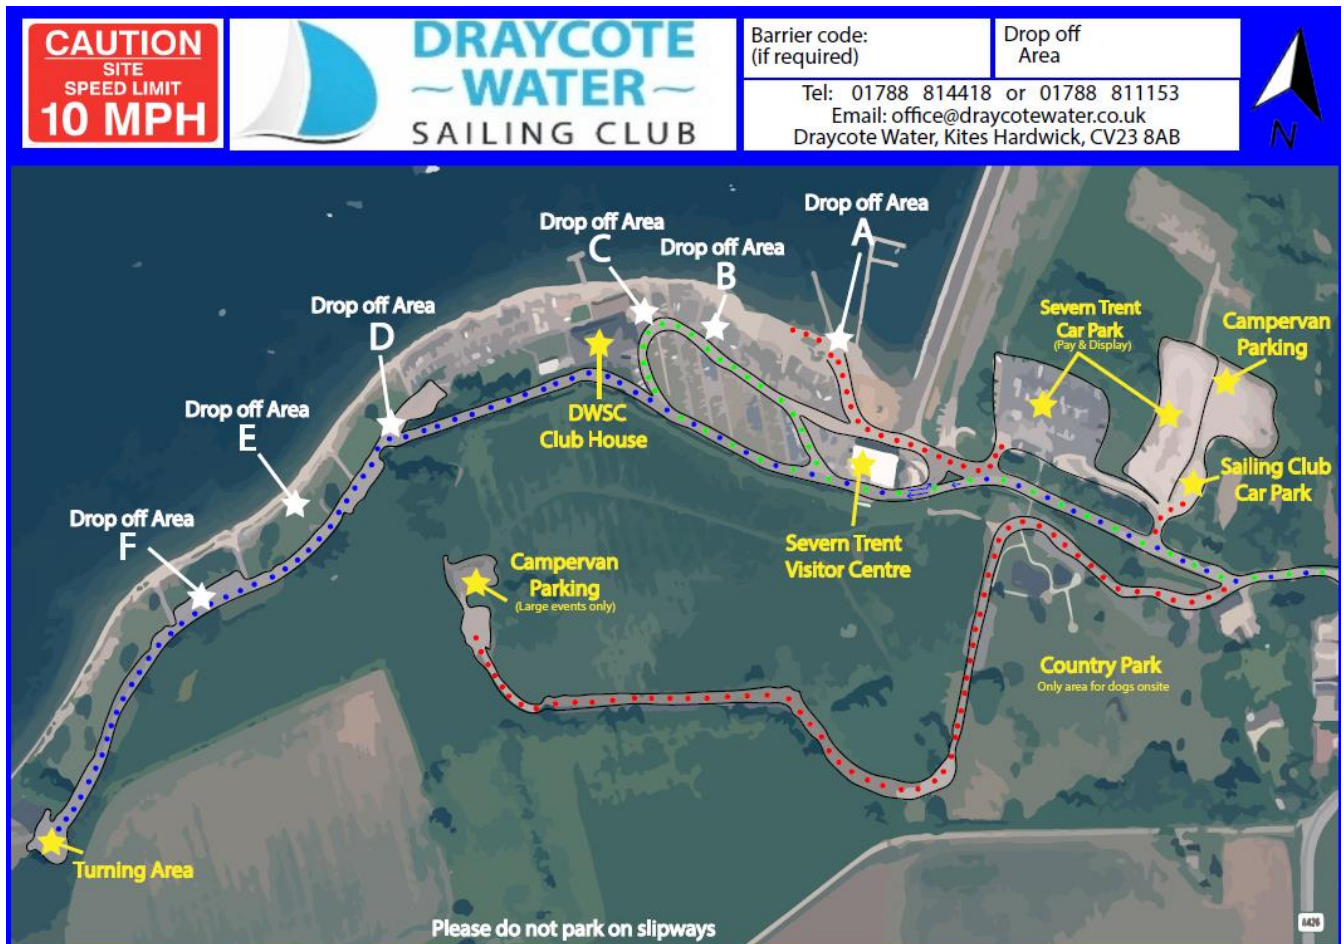 CAUTION
SITE
SPEED LIMIT
10 MPH
DRAYCOTE
~WATER~
SAILING CLUB
Barrier code:
(if required)
Drop off
Area
Tel: 01788 814418 or 01788 811153
Email: office@draycotewater.co.uk
Draycote Water, Kites Hardwick, CV23 8AB
N
Drop off Area
A
Drop off Area
C
Drop off Area
B
Drop off Area
D
Drop off Area
E
Drop off Area
F
Severn Trent
Car Park
(Pay & Display)
Campervan
Parking
DWSC
Club House
Sailing Club
Car Park
Severn Trent
Visitor Centre
Campervan
Parking
(Large events only)
Country Park
Only area for dogs onsite
Turning Area
Please do not park on slipways
A426